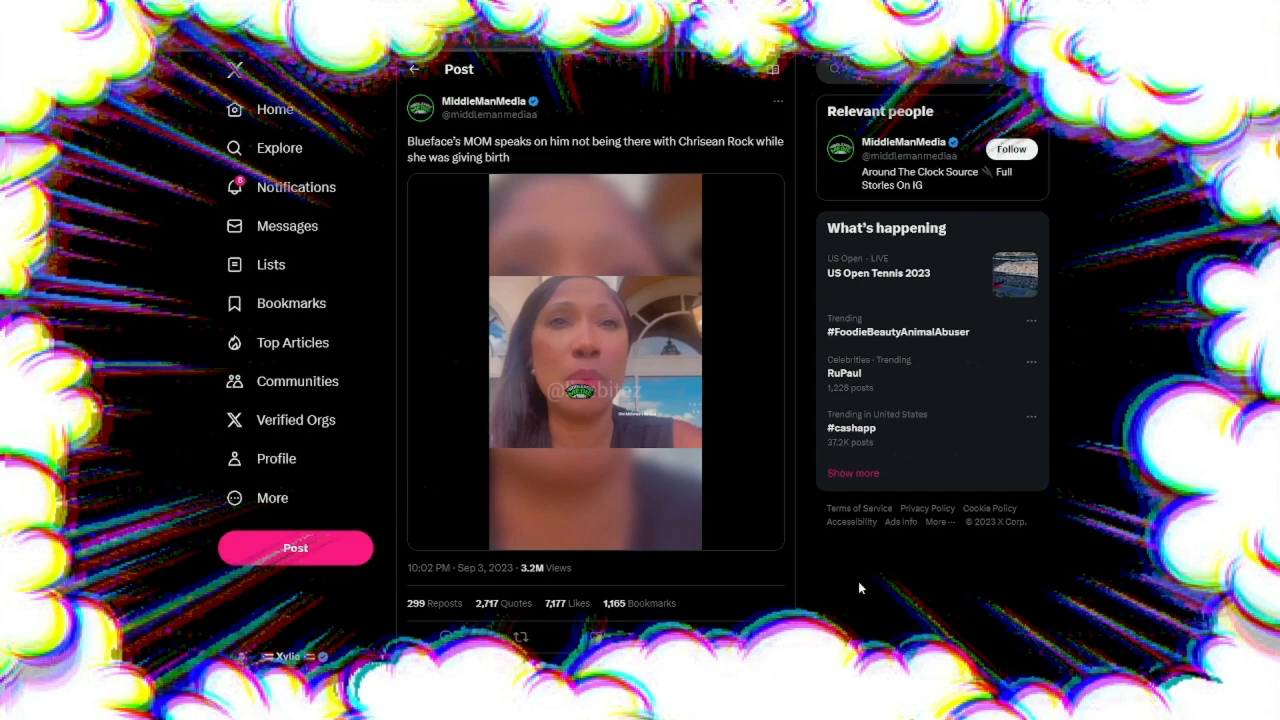 Home
Explore
8
Notifications
Messages
Lists
Bookmarks
Top Articles
Communities
Verified Orgs
Profile
More
Post
Xylie
Post
MiddleManMedia
@middlemanmediaa
Blueface's MOM speaks on him not being there with Chrisean Rock while
she was giving birth
10:02 PM · Sep 3, 2023 · 3.2M Views
299 Reposts 2,717 Quotes 7,177 Likes 1,165 Bookmarks
Relevant people
MiddleManMedia
@middlemanmediaa
Follow
Around The Clock Source 🔌 Full
Stories On IG
What's happening
US Open · LIVE
US Open Tennis 2023
Trending
#FoodieBeautyAnimalAbuser
Celebrities · Trending
RuPaul
1,228 posts
Trending in United States
#cashapp
37.2K posts
Show more
Terms of Service Privacy Policy Cookie Policy
Accessibility Ads info More ··· © 2023 X Corp.